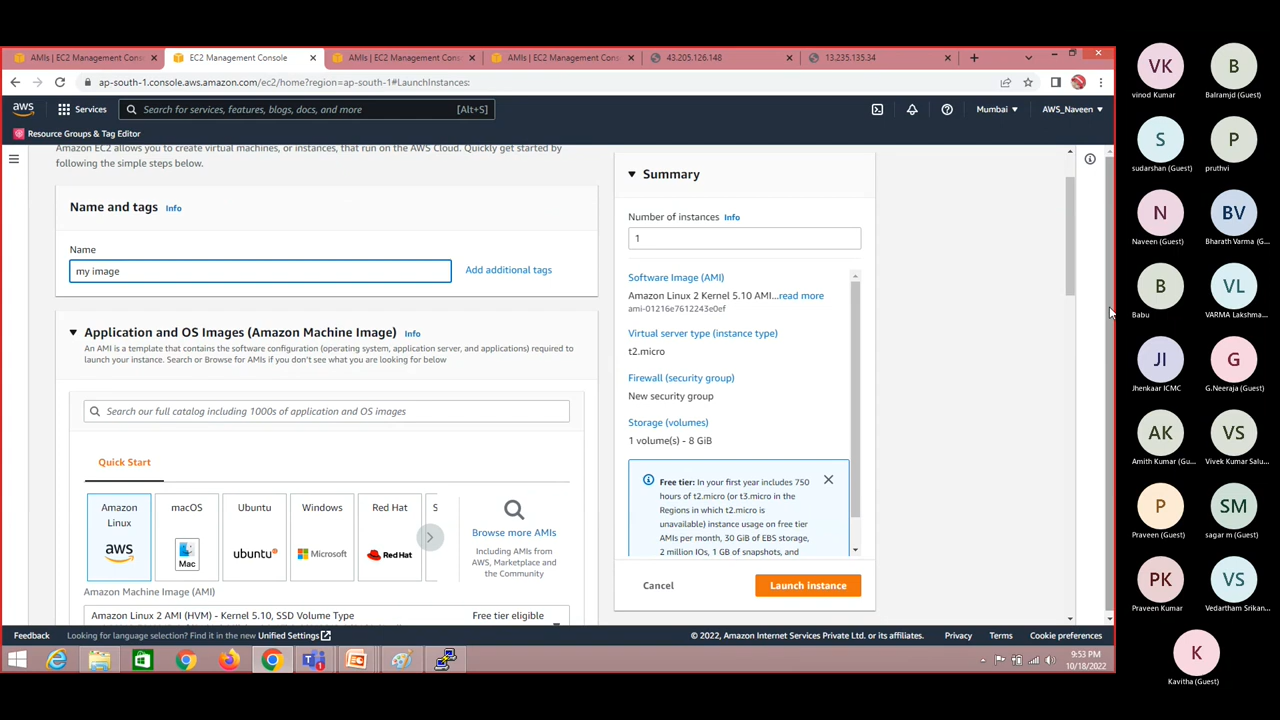 AMIs | EC2 Management Con
EC2 Management Console
AMIs | EC2 Management Con
AMIs | EC2 Management Con
43.205.126.148
13.235.135.34
ap-south-1.console.aws.amazon.com/ec2/home?region=ap-south-1#LaunchInstances:
aws
Services
Search for services, features, blogs, docs, and more
[Alt+S]
Mumbai
AWS_Naveen
Resource Groups & Tag Editor
Amazon EC2 allows you to create virtual machines, or instances, that run on the AWS Cloud. Quickly get started by
following the simple steps below.
Name and tags Info
Name
my image
Add additional tags
Application and OS Images (Amazon Machine Image) Info
An AMI is a template that contains the software configuration (operating system, application server, and applications) required to
launch your instance. Search or Browse for AMIs if you don't see what you are looking for below
Search our full catalog including 1000s of application and OS images
Quick Start
Amazon
Linux
aws
macOS
Mac
Ubuntu
ubuntu
Windows
Microsoft
Red Hat
Red Hat
S
Browse more AMIs
Including AMIs from
AWS, Marketplace and
the Community
Amazon Machine Image (AMI)
Amazon Linux 2 AMI (HVM) - Kernel 5.10, SSD Volume Type
Free tier eligible
Summary
Number of instances Info
1
Software Image (AMI)
Amazon Linux 2 Kernel 5.10 AMI...read more
ami-01216e7612243e0ef
Virtual server type (instance type)
t2.micro
Firewall (security group)
New security group
Storage (volumes)
1 volume(s) - 8 GiB
Free tier: In your first year includes 750
hours of t2.micro (or t3.micro in the
Regions in which t2.micro is
unavailable) instance usage on free tier
AMIs per month, 30 GiB of EBS storage,
2 million IOs, 1 GB of snapshots, and
Cancel
Launch instance
Feedback
Looking for language selection? Find it in the new Unified Settings
© 2022, Amazon Internet Services Private Ltd. or its affiliates.
Privacy
Terms
Cookie preferences
9:53 PM
10/18/2022
VK
vinod Kumar
B
Balramjd (Guest)
S
sudarshan (Guest)
P
pruthvi
N
Naveen (Guest)
BV
Bharath Varma (G...
B
Babu
VL
VARMA Lakshma...
JI
Jhenkaar ICMC
G
G.Neeraja (Guest)
AK
Amith Kumar (Gu...
VS
Vivek Kumar Salu...
P
Praveen (Guest)
SM
sagar m (Guest)
PK
Praveen Kumar
VS
Vedartham Srikan...
K
Kavitha (Guest)